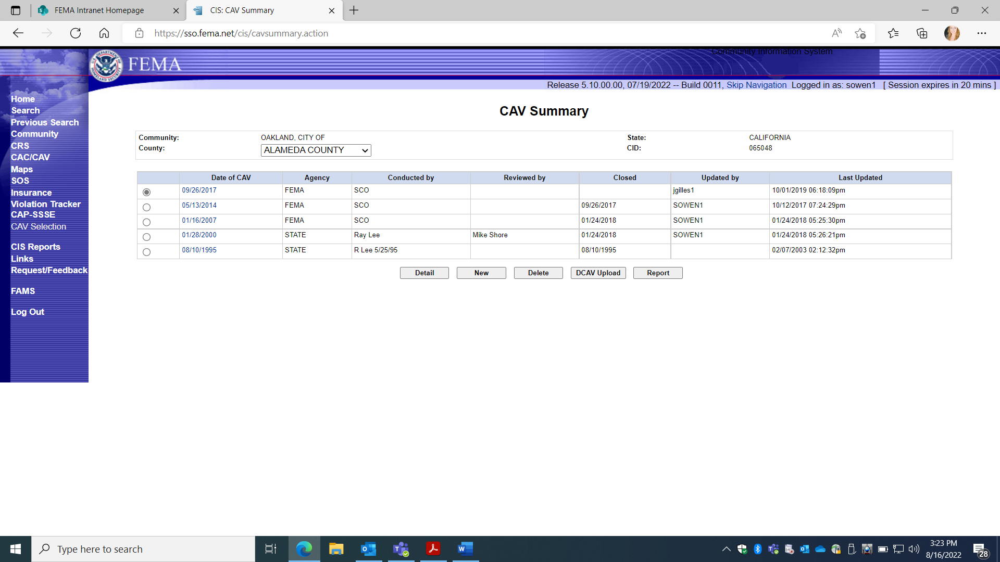 FEMA Intranet Homepage
CIS: CAV Summary
https://sso.fema.net/cis/cavsummary.action
Community Information System
FEMA
Release 5.10.00.00, 07/19/2022 -- Build 0011, Skip Navigation Logged in as: sowen1 [ Session expires in 20 mins ]
Home
Search
Previous Search
Community
CRS
CAC/CAV
Maps
SOS
Insurance
Violation Tracker
CAP-SSSE
CAV Selection
CIS Reports
Links
Request/Feedback
FAMS
Log Out
CAV Summary
Community: OAKLAND, CITY OF State: CALIFORNIA
County: ALAMEDA COUNTY CID: 065048
Date of CAV Agency Conducted by Reviewed by Closed Updated by Last Updated
09/26/2017 FEMA SCO jgilles1 10/01/2019 06:18:09pm
05/13/2014 FEMA SCO 09/26/2017 SOWEN1 10/12/2017 07:24:29pm
01/16/2007 FEMA SCO 01/24/2018 SOWEN1 01/24/2018 05:25:30pm
01/28/2000 STATE Ray Lee Mike Shore 01/24/2018 SOWEN1 01/24/2018 05:26:21pm
08/10/1995 STATE R Lee 5/25/95 08/10/1995 02/07/2003 02:12:32pm
Detail New Delete DCAV Upload Report
Type here to search
3:23 PM
8/16/2022
28